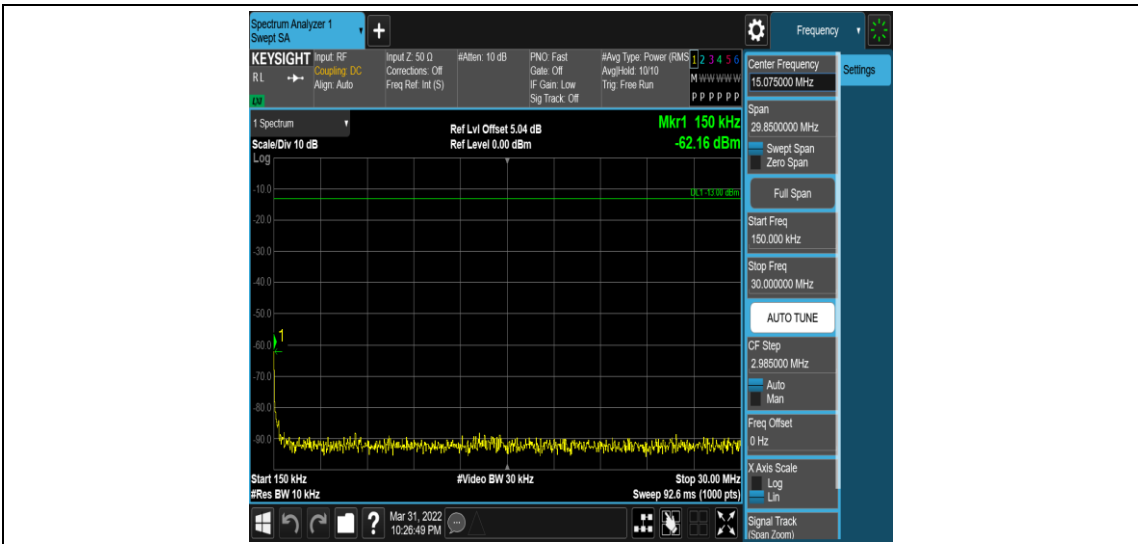 Spectrum Analyzer 1
Swept SA
+
Frequency
KEYSIGHT
RL
LXI
Input: RF
Coupling: DC
Align: Auto
Input Z: 50 Ω
Corrections: Off
Freq Ref: Int (S)
#Atten: 10 dB
PNO: Fast
Gate: Off
IF Gain: Low
Sig Track: Off
#Avg Type: Power (RMS
Avg|Hold: 10/10
Trig: Free Run
1 2 3 4 5 6
M W W W W W
P P P P P P
1 Spectrum
Scale/Div 10 dB
Log
Ref Lvl Offset 5.04 dB
Ref Level 0.00 dBm
Mkr1 150 kHz
-62.16 dBm
DL1 -13.00 dBm
-10.0
-20.0
-30.0
-40.0
-50.0
1
-60.0
-70.0
-80.0
-90.0
Start 150 kHz
#Res BW 10 kHz
#Video BW 30 kHz
Stop 30.00 MHz
Sweep 92.6 ms (1000 pts)
?
Mar 31, 2022
10:26:49 PM
Center Frequency
15.075000 MHz
Settings
Span
29.8500000 MHz
Swept Span
Zero Span
Full Span
Start Freq
150.000 kHz
Stop Freq
30.000000 MHz
AUTO TUNE
CF Step
2.985000 MHz
Auto
Man
Freq Offset
0 Hz
X Axis Scale
Log
Lin
Signal Track
(Span Zoom)